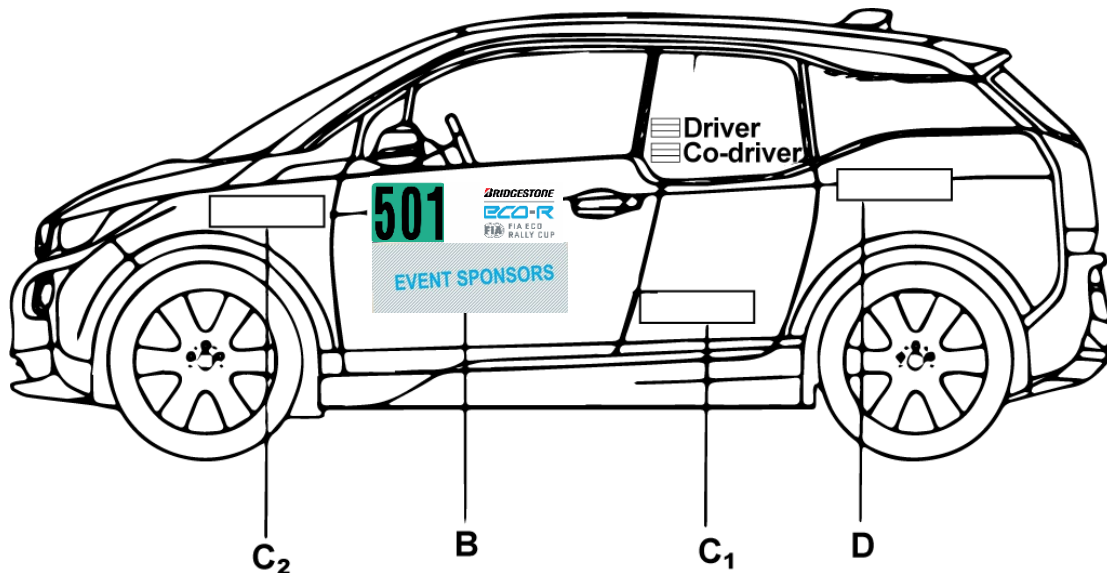 Driver
Co-driver
501
BRIDGESTONE
ECO-R
FIA FIA ECO
RALLY CUP
EVENT SPONSORS
C₂
B
C₁
D